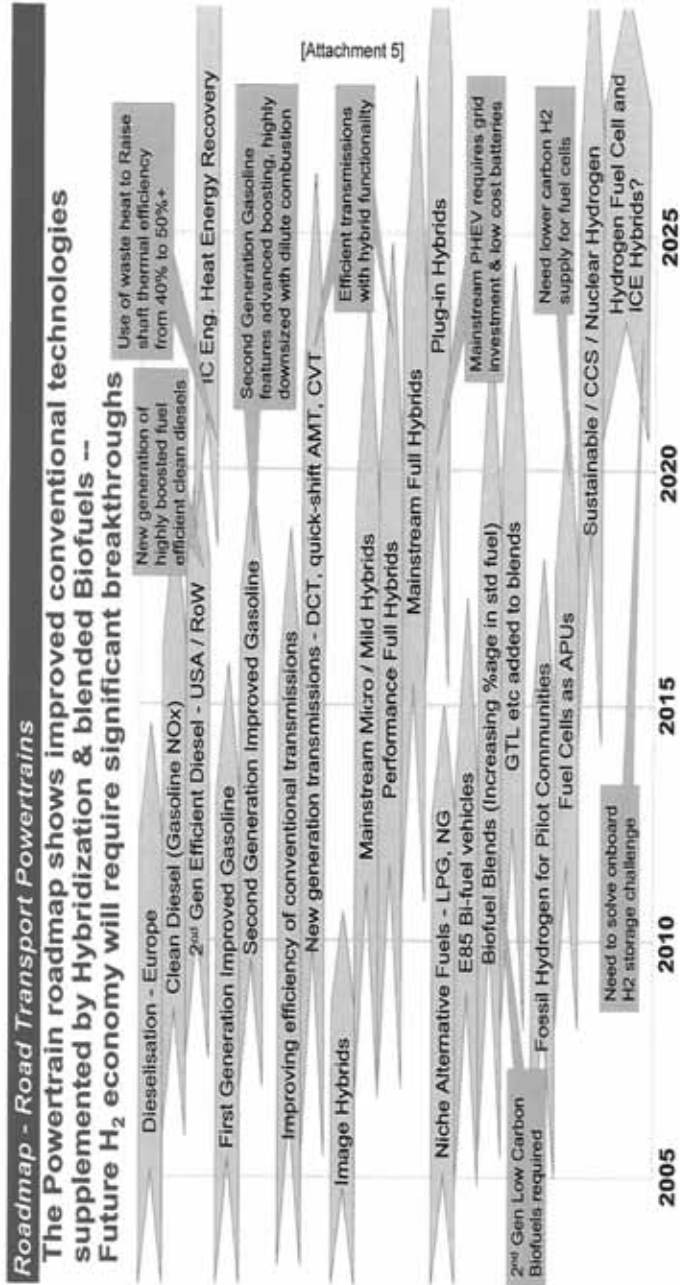 Roadmap - Road Transport Powertrains
The Powertrain roadmap shows improved conventional technologies
supplemented by Hybridization & blended Biofuels --
Future H₂ economy will require significant breakthroughs
Dieselisation - Europe
Clean Diesel (Gasoline NOx)
2nd Gen Efficient Diesel - USA / RoW
New generation of
highly boosted fuel
efficient clean diesels
Use of waste heat to Raise
shaft thermal efficiency
from 40% to 50%+
IC Eng. Heat Energy Recovery
First Generation Improved Gasoline
Second Generation Improved Gasoline
Second Generation Gasoline
features advanced boosting, highly
downsized with dilute combustion
Improving efficiency of conventional transmissions
New generation transmissions - DCT, quick-shift AMT, CVT
[Attachment 5]
Efficient transmissions
with hybrid functionailty
Image Hybrids
Mainstream Micro / Mild Hybrids
Performance Full Hybrids
Mainstream Full Hybrids
Plug-in Hybrids
Niche Alternative Fuels - LPG, NG
E85 Bi-fuel vehicles
Mainstream PHEV requires grid
investment & low cost batteries
Biofuel Blends (Increasing %age in std fuel)
GTL etc added to blends
2nd Gen Low Carbon
Biofuels required
Fossil Hydrogen for Pilot Communities
Need lower carbon H2
supply for fuel cells
Fuel Cells as APUs
Sustainable / CCS / Nuclear Hydrogen
Need to solve onboard
H2 storage challenge
Hydrogen Fuel Cell and
ICE Hybrids?
2005
2010
2015
2020
2025